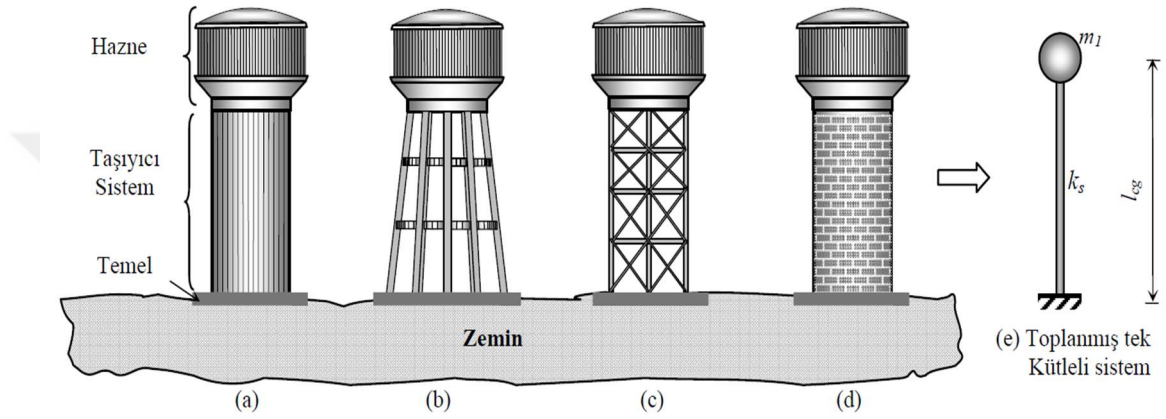 Hazne
Taşıyıcı
Sistem
Temel
Zemin
m1
ks
lcg
(e) Toplanmış tek
Kütleli sistem
(a)
(b)
(c)
(d)